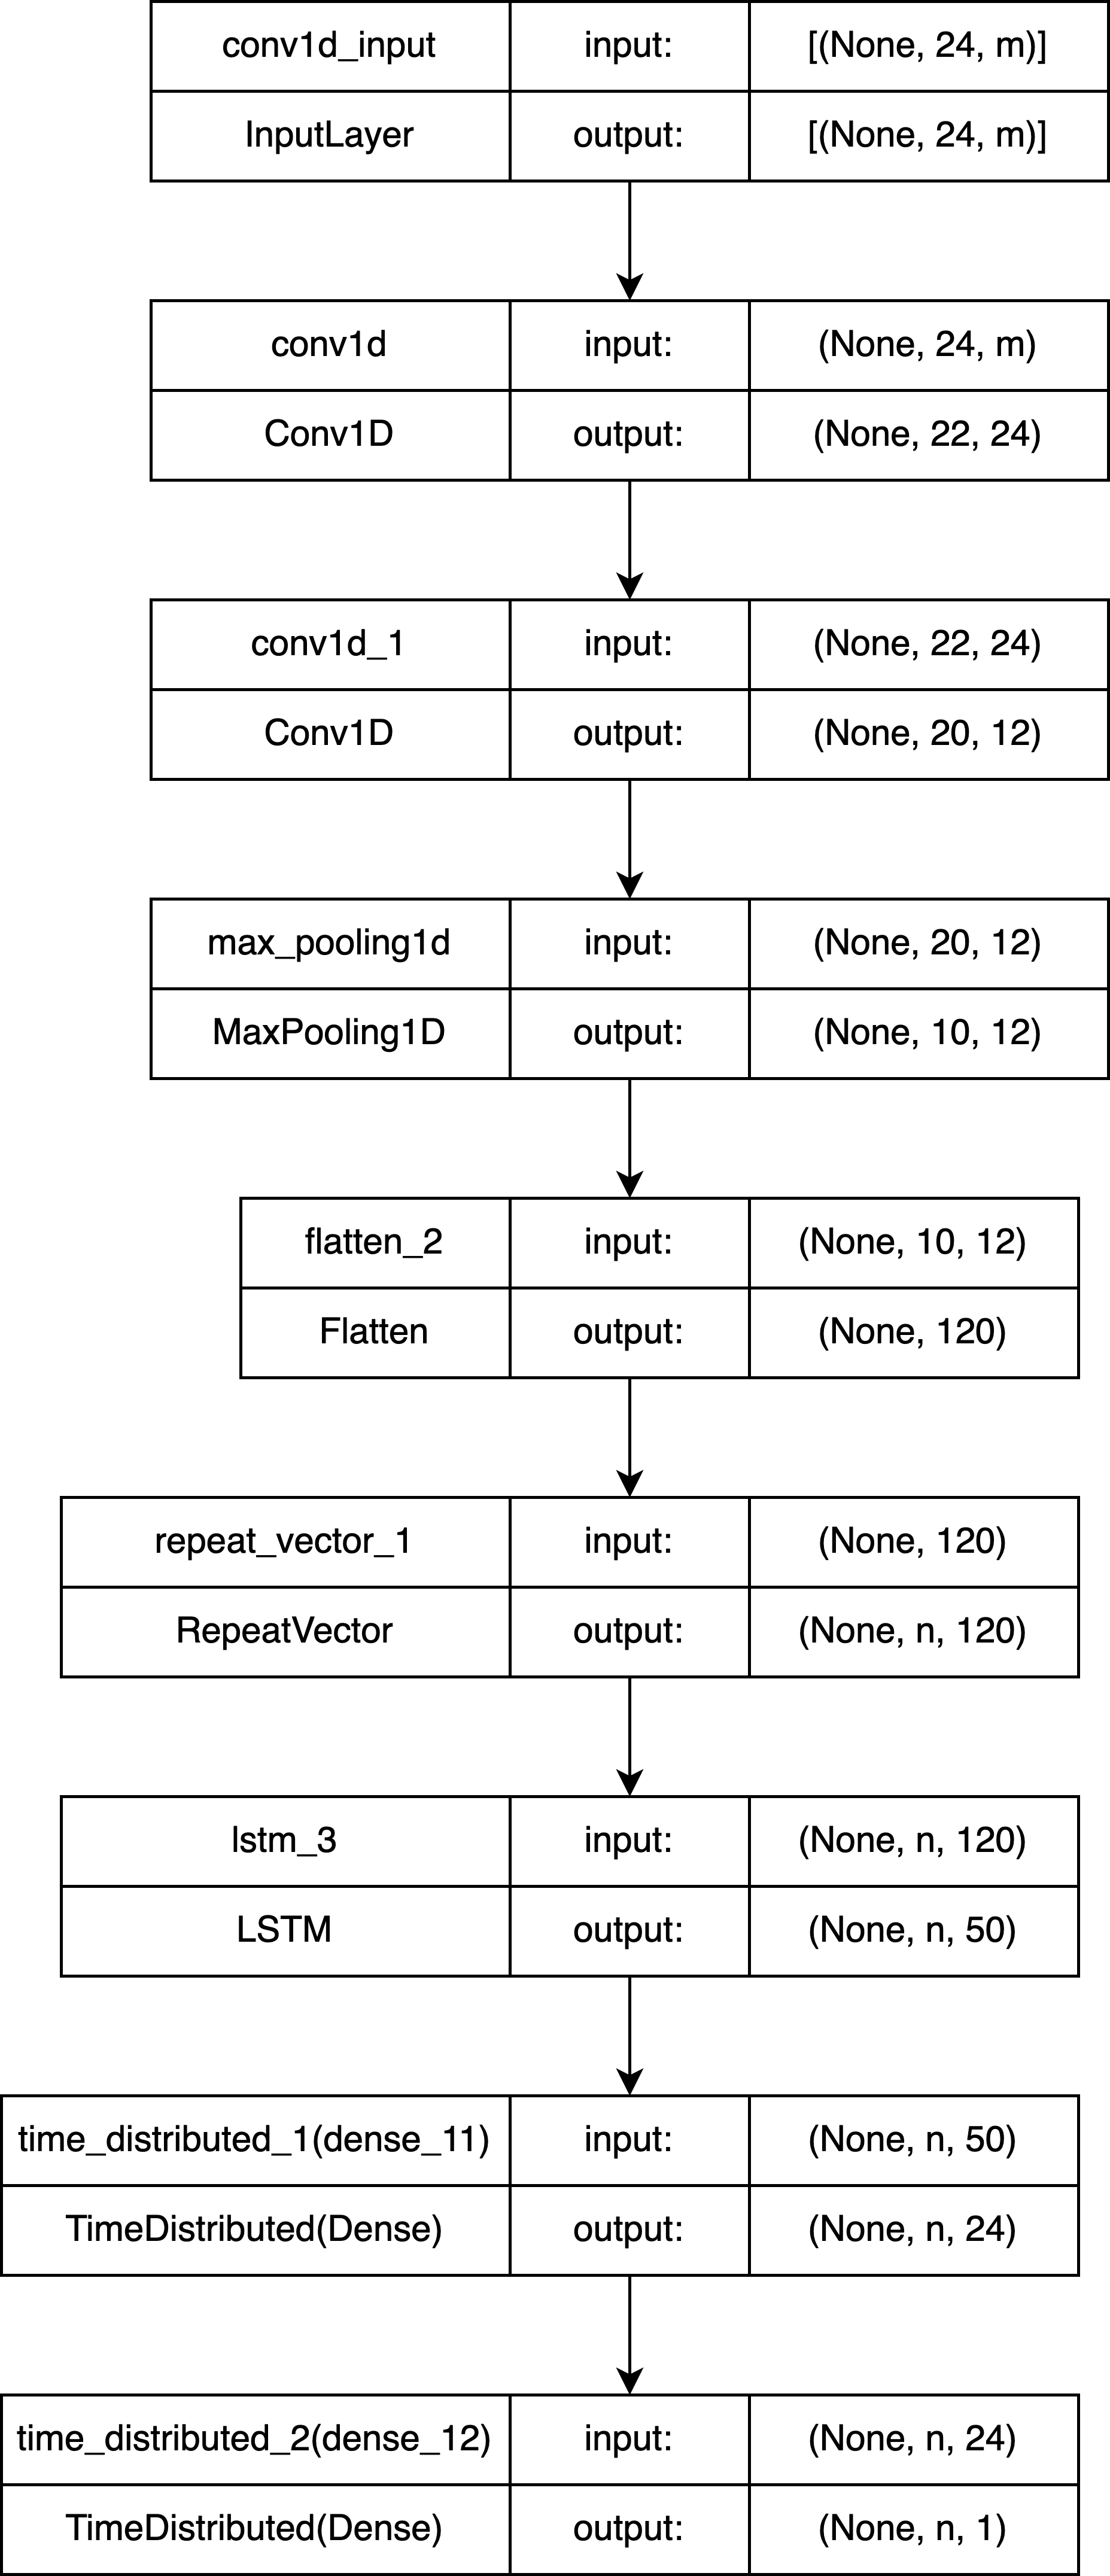 conv1d_input input: [(None, 24, m)]
InputLayer output: [(None, 24, m)]
conv1d input: (None, 24, m)
Conv1D output: (None, 22, 24)
conv1d_1 input: (None, 22, 24)
Conv1D output: (None, 20, 12)
max_pooling1d input: (None, 20, 12)
MaxPooling1D output: (None, 10, 12)
flatten_2 input: (None, 10, 12)
Flatten output: (None, 120)
repeat_vector_1 input: (None, 120)
RepeatVector output: (None, n, 120)
lstm_3 input: (None, n, 120)
LSTM output: (None, n, 50)
time_distributed_1(dense_11) input: (None, n, 50)
TimeDistributed(Dense) output: (None, n, 24)
time_distributed_2(dense_12) input: (None, n, 24)
TimeDistributed(Dense) output: (None, n, 1)